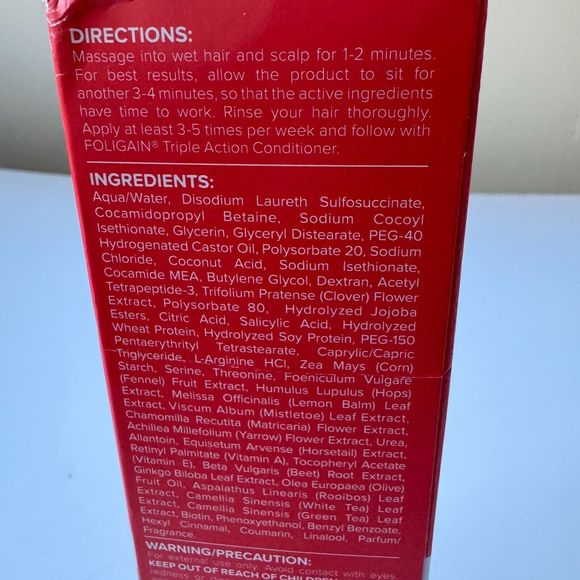 DIRECTIONS:
Massage into wet hair and scalp for 1-2 minutes.
For best results, allow the product to sit for
another 3-4 minutes, so that the active ingredients
have time to work. Rinse your hair thoroughly.
Apply at least 3-5 times per week and follow with
FOLIGAIN® Triple Action Conditioner.
INGREDIENTS:
Aqua/Water, Disodium Laureth Sulfosuccinate,
Cocamidopropyl Betaine, Sodium Cocoyl
Isethionate, Glycerin, Glyceryl Distearate, PEG-40
Hydrogenated Castor Oil, Polysorbate 20, Sodium
Chloride, Coconut Acid, Sodium Isethionate,
Cocamide MEA, Butylene Glycol, Dextran, Acetyl
Tetrapeptide-3, Trifolium Pratense (Clover) Flower
Extract, Polysorbate 80, Hydrolyzed Jojoba
Esters, Citric Acid, Salicylic Acid, Hydrolyzed
Wheat Protein, Hydrolyzed Soy Protein, PEG-150
Pentaerythrityl Tetrastearate, Caprylic/Capric
Triglyceride, L-Arginine HCl, Zea Mays (Corn)
Starch, Serine, Threonine, Foeniculum Vulgare
(Fennel) Fruit Extract, Humulus Lupulus (Hops)
Extract, Melissa Officinalis (Lemon Balm) Leaf
Extract, Viscum Album (Mistletoe) Leaf Extract,
Chamomilla Recutita (Matricaria) Flower Extract,
Achillea Millefolium (Yarrow) Flower Extract, Urea,
Allantoin, Equisetum Arvense (Horsetail) Extract,
Retinyl Palmitate (Vitamin A), Tocopheryl Acetate
(Vitamin E), Beta Vulgaris (Beet) Root Extract,
Ginkgo Biloba Leaf Extract, Olea Europaea (Olive)
Fruit Oil, Aspalathus Linearis (Rooibos) Leaf
Extract, Camellia Sinensis (White Tea) Leaf
Extract, Camellia Sinensis (Green Tea) Leaf
Extract, Biotin, Phenoxyethanol, Benzyl Benzoate,
Hexyl Cinnamal, Coumarin, Linalool, Parfum/
Fragrance.
WARNING/PRECAUTION:
For external use only. Avoid contact with eyes.
KEEP OUT OF REACH OF CHILDREN
redness or